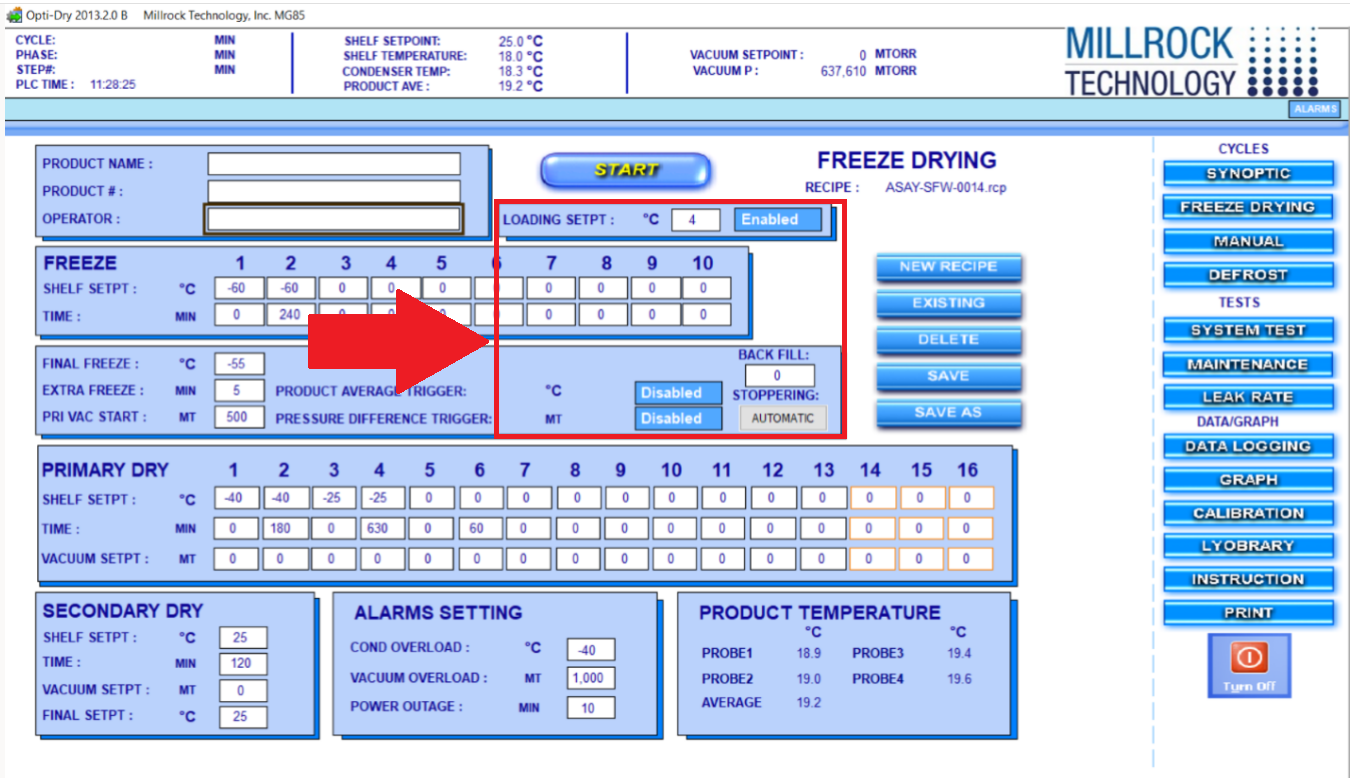 Opti-Dry 2013.2.0 B Millrock Technology, Inc. MG85
CYCLE: MIN
PHASE: MIN
STEP#: MIN
PLC TIME : 11:28:25
SHELF SETPOINT: 25.0 °C
SHELF TEMPERATURE: 18.0 °C
CONDENSER TEMP: 18.3 °C
PRODUCT AVE : 19.2 °C
VACUUM SETPOINT : 0 MTORR
VACUUM P : 637,610 MTORR
MILLROCK
TECHNOLOGY
ALARMS
PRODUCT NAME :
PRODUCT # :
OPERATOR :
START
FREEZE DRYING
RECIPE : ASAY-SFW-0014.rcp
LOADING SETPT : °C 4 Enabled
FREEZE 1 2 3 4 5 6 7 8 9 10
SHELF SETPT : °C -60 -60 0 0 0 0 0 0 0
TIME : MIN 0 240 0 0 0 0
FINAL FREEZE : °C -55
EXTRA FREEZE : MIN 5 PRODUCT AVERAGE TRIGGER: °C Disabled
PRI VAC START : MT 500 PRESSURE DIFFERENCE TRIGGER: MT Disabled
BACK FILL:
0
STOPPERING:
AUTOMATIC
NEW RECIPE
EXISTING
DELETE
SAVE
SAVE AS
PRIMARY DRY 1 2 3 4 5 6 7 8 9 10 11 12 13 14 15 16
SHELF SETPT : °C -40 -40 -25 -25 0 0 0 0 0 0 0 0 0 0 0 0
TIME : MIN 0 180 0 630 0 60 0 0 0 0 0 0 0 0 0 0
VACUUM SETPT : MT 0 0 0 0 0 0 0 0 0 0 0 0 0 0 0 0
SECONDARY DRY
SHELF SETPT : °C 25
TIME : MIN 120
VACUUM SETPT : MT 0
FINAL SETPT : °C 25
ALARMS SETTING
COND OVERLOAD : °C -40
VACUUM OVERLOAD : MT 1,000
POWER OUTAGE : MIN 10
PRODUCT TEMPERATURE
°C °C
PROBE1 18.9 PROBE3 19.4
PROBE2 19.0 PROBE4 19.6
AVERAGE 19.2
CYCLES
SYNOPTIC
FREEZE DRYING
MANUAL
DEFROST
TESTS
SYSTEM TEST
MAINTENANCE
LEAK RATE
DATA/GRAPH
DATA LOGGING
GRAPH
CALIBRATION
LYOBRARY
INSTRUCTION
PRINT
Turn Off